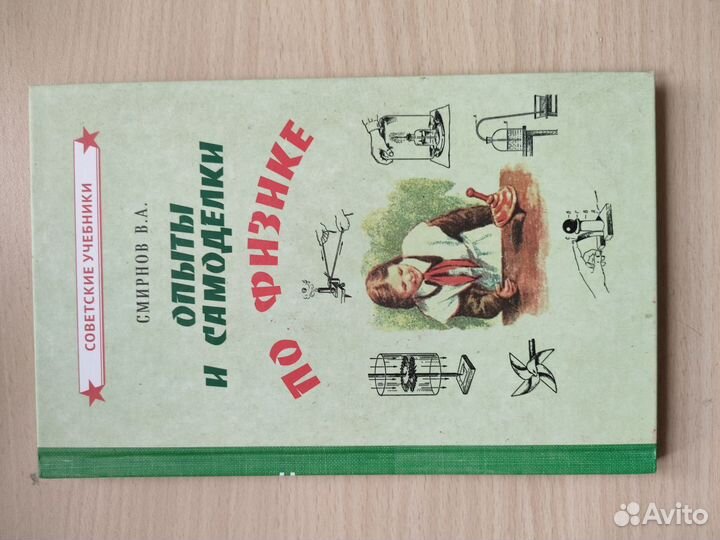 СОВЕТСКИЕ УЧЕБНИКИ
СМИРНОВ В.А.
ОПЫТЫ
И САМОДЕЛКИ
ПО ФИЗИКЕ
Avito